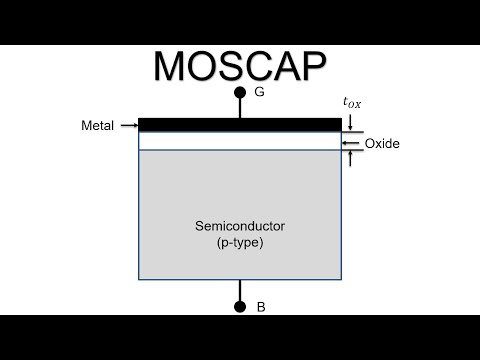 MOSCAP
G
t_OX
Metal
Oxide
Semiconductor
(p-type)
B